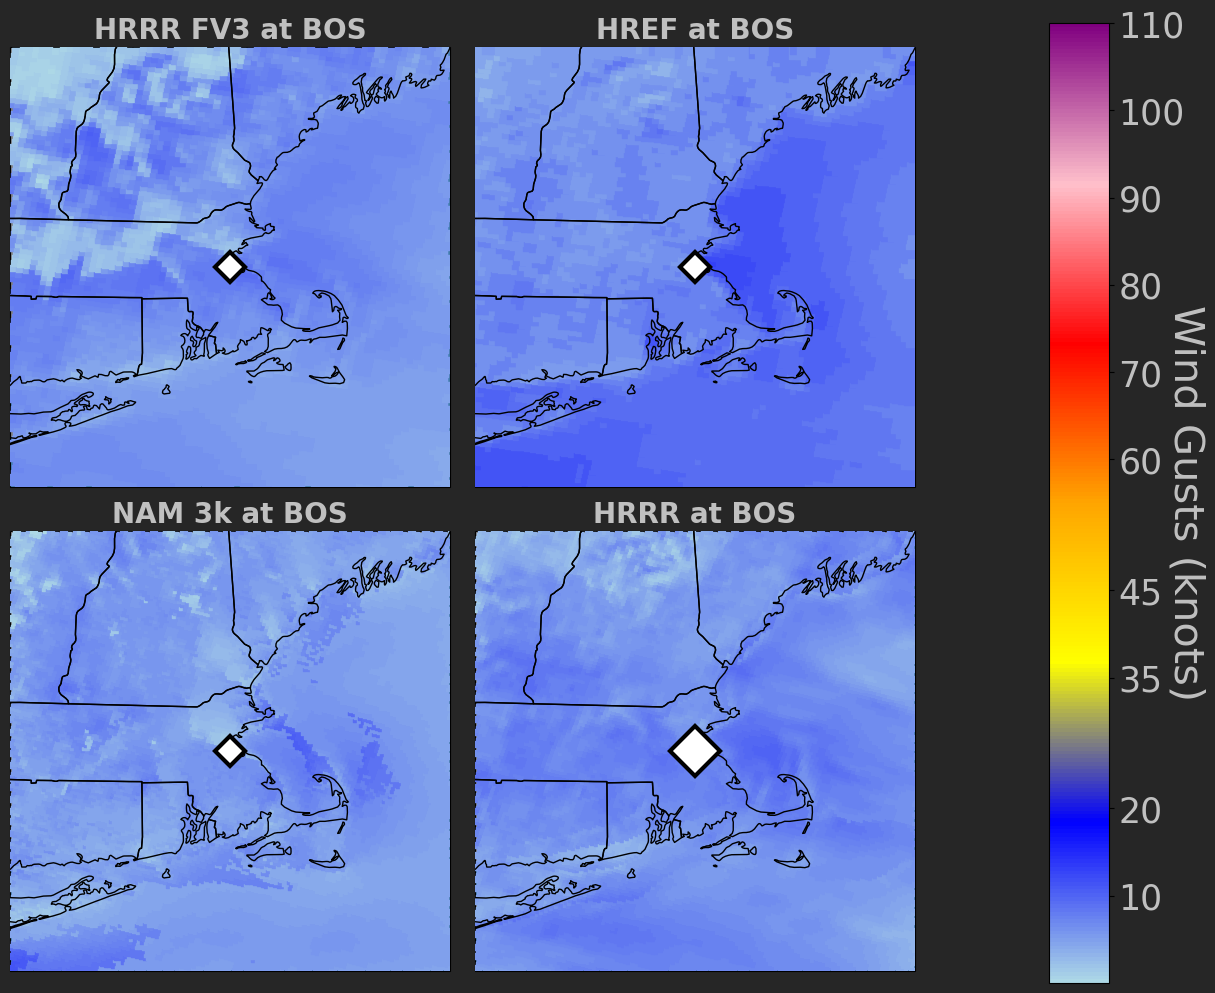 HRRR FV3 at BOS
HREF at BOS
NAM 3k at BOS
HRRR at BOS
110
100
90
80
70
60
45
35
20
10
Wind Gusts (knots)